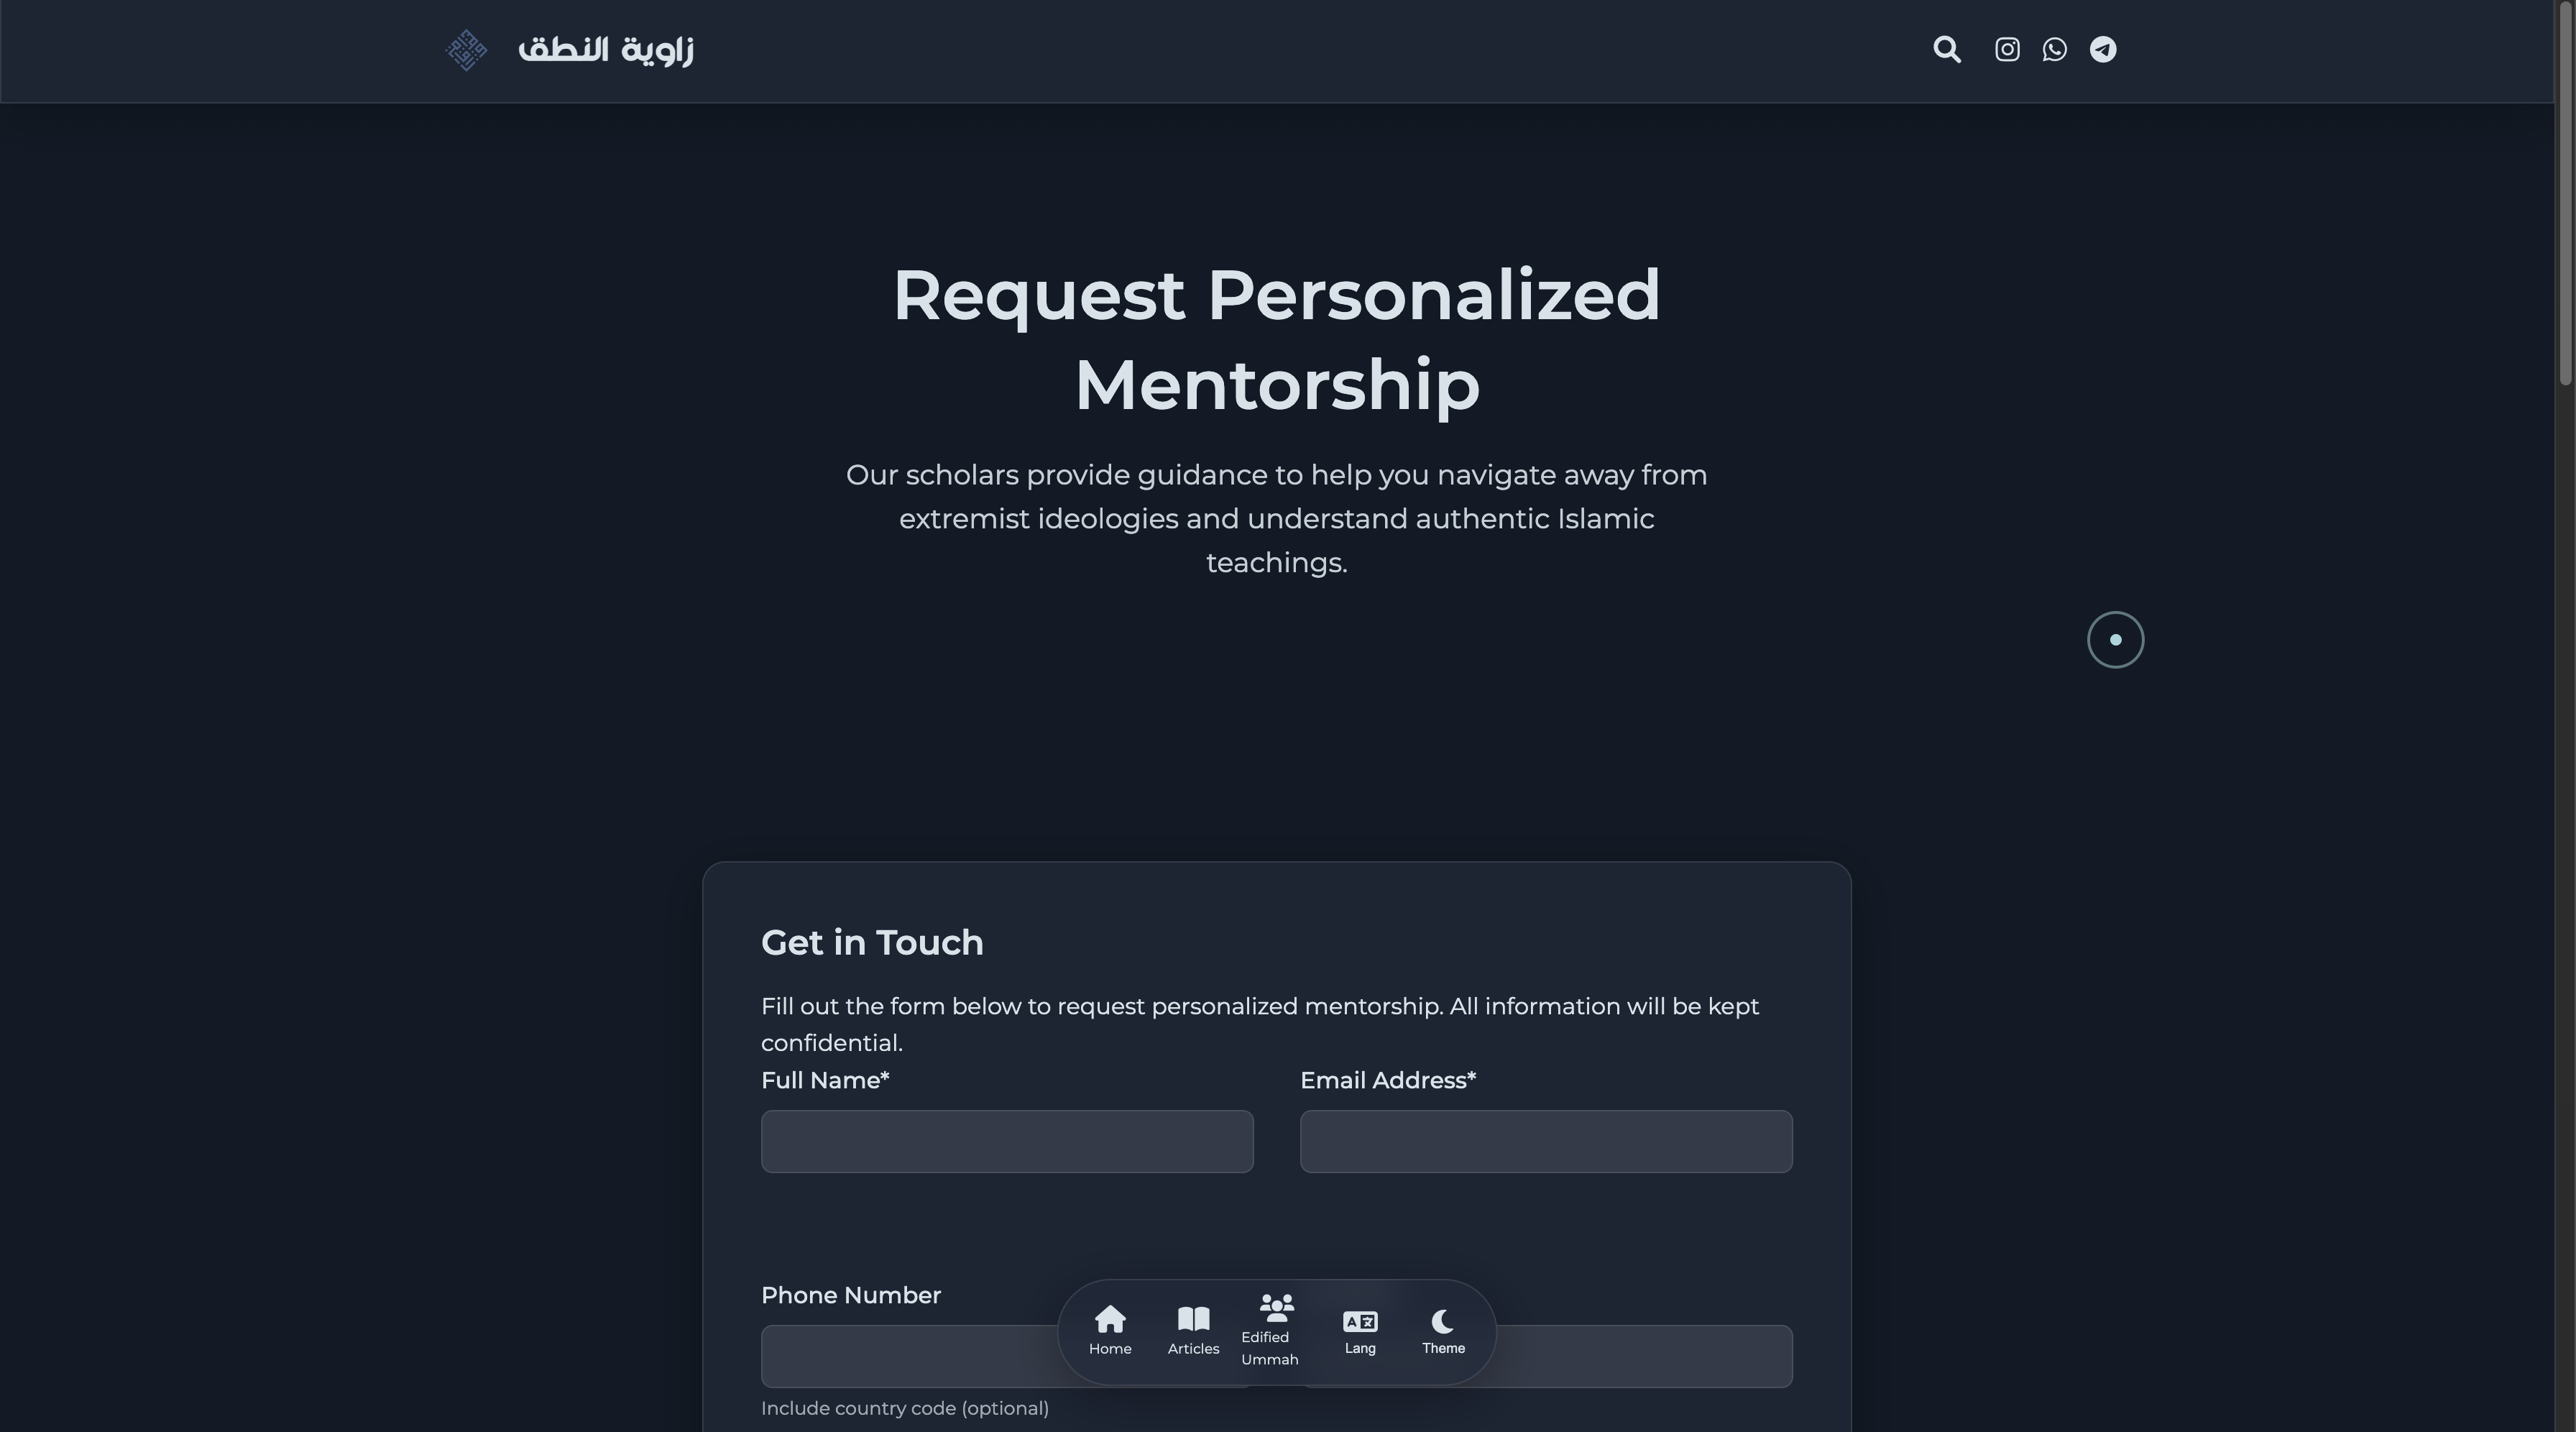 زاوية النطق
Request Personalized
Mentorship
Our scholars provide guidance to help you navigate away from
extremist ideologies and understand authentic Islamic
teachings.
Get in Touch
Fill out the form below to request personalized mentorship. All information will be kept
confidential.
Full Name*
Email Address*
Phone Number
Include country code (optional)
Home
Articles
Edified
Ummah
Lang
Theme